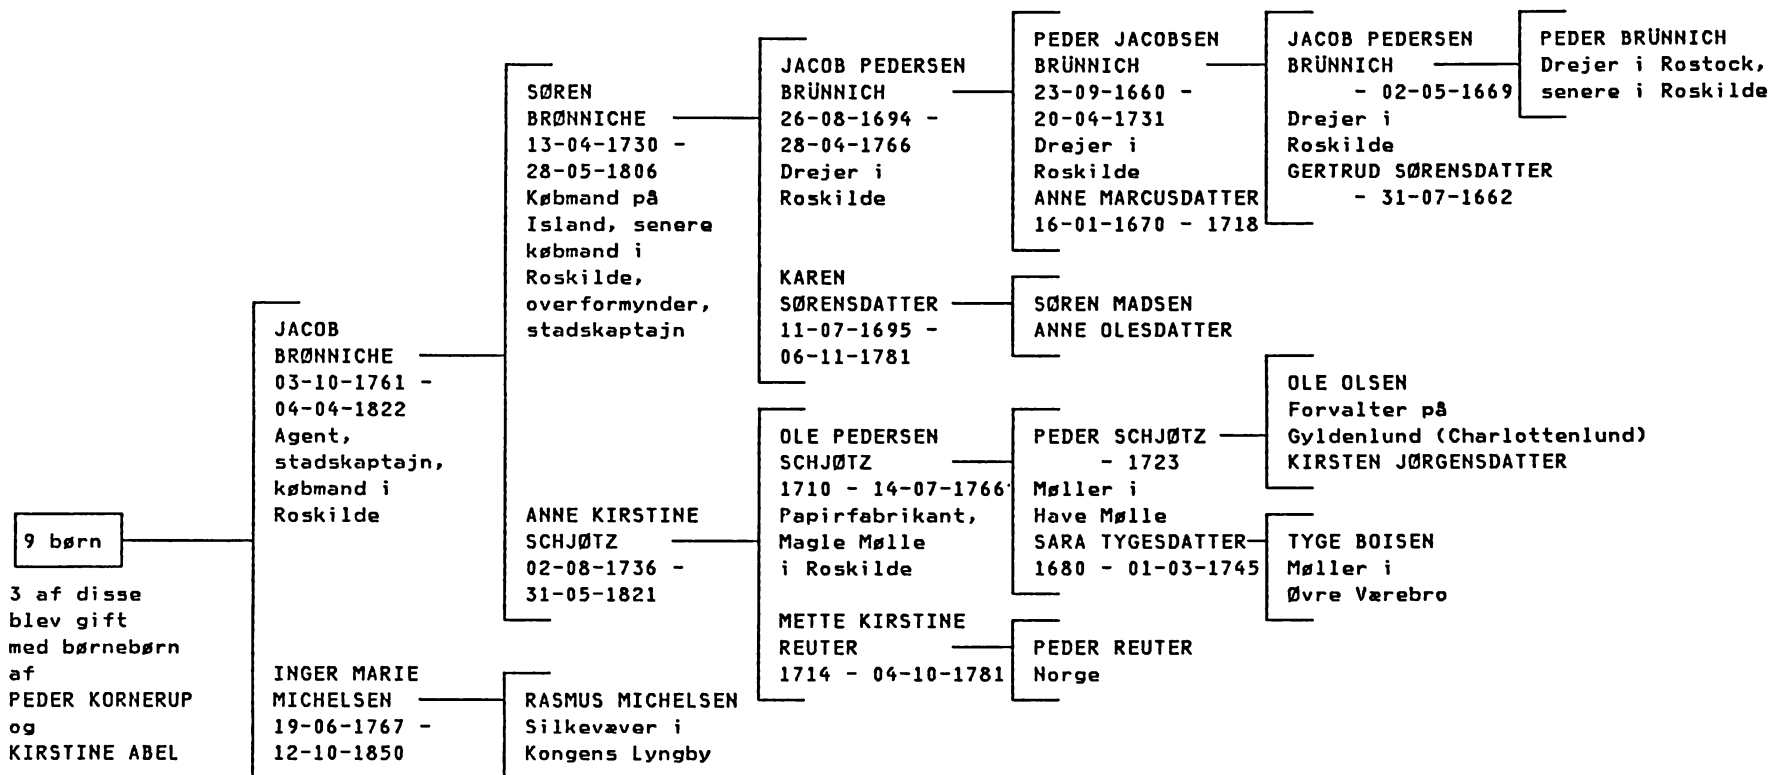 9 børn
3 af disse
blev gift
med børnebørn
af
PEDER KORNERUP
og
KIRSTINE ABEL
JACOB
BRØNNICHE
03-10-1761 -
04-04-1822
Agent,
stadskaptajn,
købmand i
Roskilde
INGER MARIE
MICHELSEN
19-06-1767 -
12-10-1850
SØREN
BRØNNICHE
13-04-1730 -
28-05-1806
Købmand på
Island, senere
købmand i
Roskilde,
overformynder,
stadskaptajn
ANNE KIRSTINE
SCHJØTZ
02-08-1736 -
31-05-1821
RASMUS MICHELSEN
Silkevæver i
Kongens Lyngby
JACOB PEDERSEN
BRÜNNICH
26-08-1694 -
28-04-1766
Drejer i
Roskilde
KAREN
SØRENSDATTER
11-07-1695 -
06-11-1781
OLE PEDERSEN
SCHJØTZ
1710 - 14-07-1766
Papirfabrikant,
Magle Mølle
i Roskilde
METTE KIRSTINE
REUTER
1714 - 04-10-1781
PEDER JACOBSEN
BRÜNNICH
23-09-1660 -
20-04-1731
Drejer i
Roskilde
ANNE MARCUSDATTER
16-01-1670 - 1718
SØREN MADSEN
ANNE OLESDATTER
PEDER SCHJØTZ
- 1723
Møller i
Have Mølle
SARA TYGESDATTER
1680 - 01-03-1745
PEDER REUTER
Norge
JACOB PEDERSEN
BRÜNNICH
- 02-05-1669
Drejer i
Roskilde
GERTRUD SØRENSDATTER
- 31-07-1662
OLE OLSEN
Forvalter på
Gyldenlund (Charlottenlund)
KIRSTEN JØRGENSDATTER
TYGE BOISEN
Møller i
Øvre Værebro
PEDER BRÜNNICH
Drejer i Rostock,
senere i Roskilde